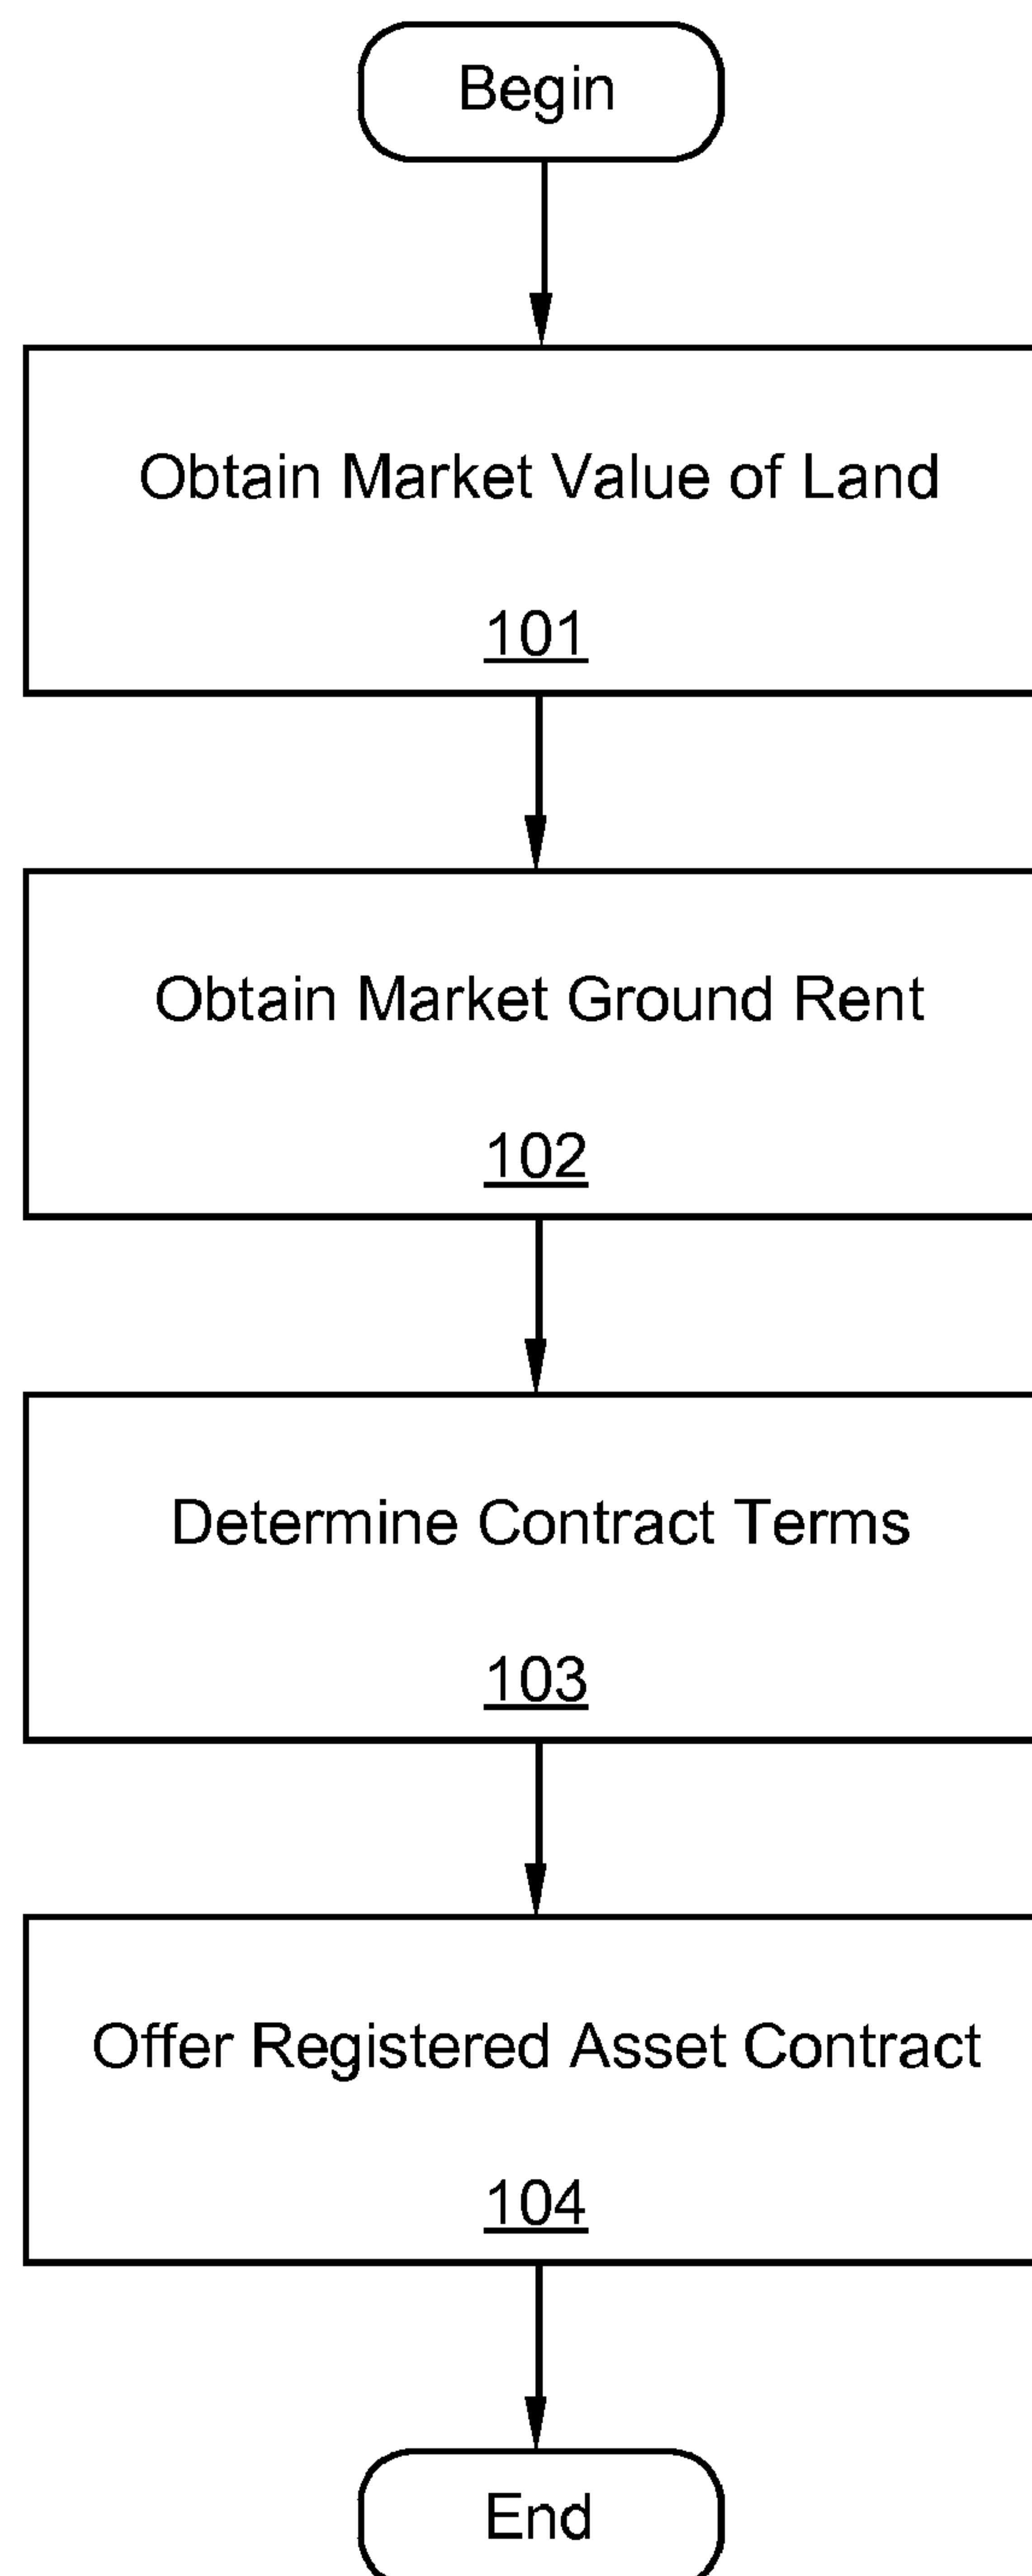 Begin
Obtain Market Value of Land
101
Obtain Market Ground Rent
102
Determine Contract Terms
103
Offer Registered Asset Contract
104
End